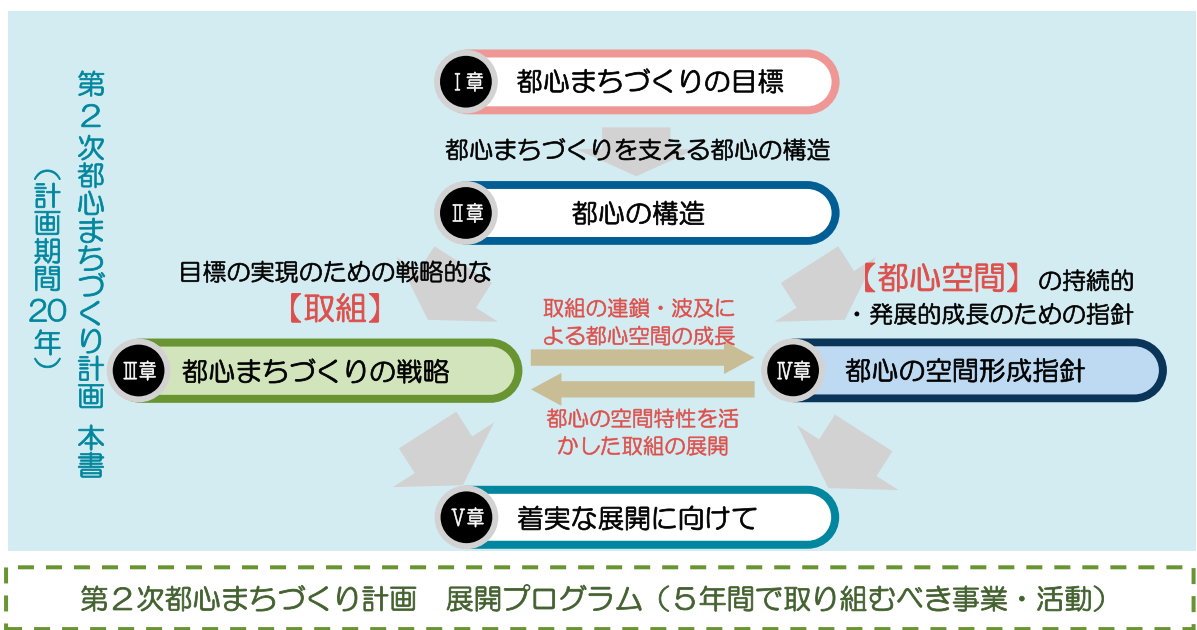 第２次都心まちづくり計画 本書
（計画期間20年）
Ⅰ章 都心まちづくりの目標
都心まちづくりを支える都心の構造
Ⅱ章 都心の構造
目標の実現のための戦略的な
【取組】
【都心空間】の持続的
・発展的成長のための指針
取組の連鎖・波及に
よる都心空間の成長
Ⅲ章 都心まちづくりの戦略
Ⅳ章 都心の空間形成指針
都心の空間特性を活
かした取組の展開
Ⅴ章 着実な展開に向けて
第２次都心まちづくり計画　展開プログラム（５年間で取り組むべき事業・活動）